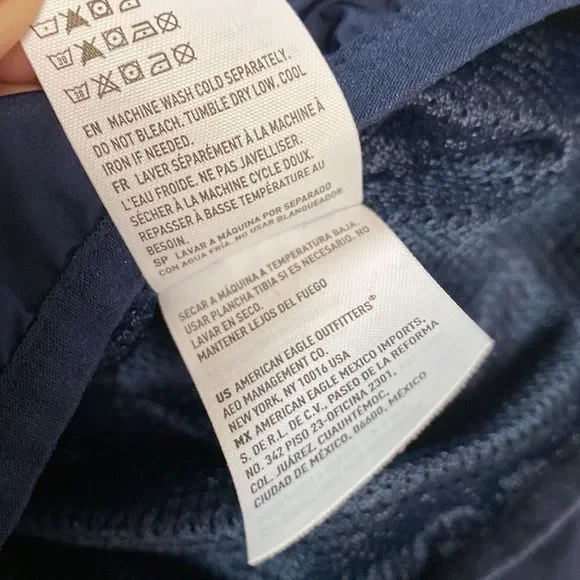 EN MACHINE WASH COLD SEPARATELY.
DO NOT BLEACH. TUMBLE DRY LOW. COOL
IRON IF NEEDED.
FR LAVER SÉPARÉMENT À LA MACHINE À
L'EAU FROIDE. NE PAS JAVELLISER.
SÉCHER À LA MACHINE CYCLE DOUX.
REPASSER À BASSE TEMPÉRATURE AU
BESOIN.
SP LAVAR A MÁQUINA POR SEPARADO
CON AGUA FRÍA. NO USAR BLANQUEADOR.
SECAR A MÁQUINA A TEMPERATURA BAJA.
USAR PLANCHA TIBIA SI ES NECESARIO. NO
LAVAR EN SECO.
MANTENER LEJOS DEL FUEGO
US AMERICAN EAGLE OUTFITTERS®
AEO MANAGEMENT CO.
NEW YORK, NY 10016 USA
MX AMERICAN EAGLE MEXICO IMPORTS,
S. DE R.L. DE C.V., PASEO DE LA REFORMA
NO. 342 PISO 23-OFICINA 2301,
COL. JUÁREZ, CUAUHTÉMOC,
CIUDAD DE MÉXICO, 06600, MÉXICO